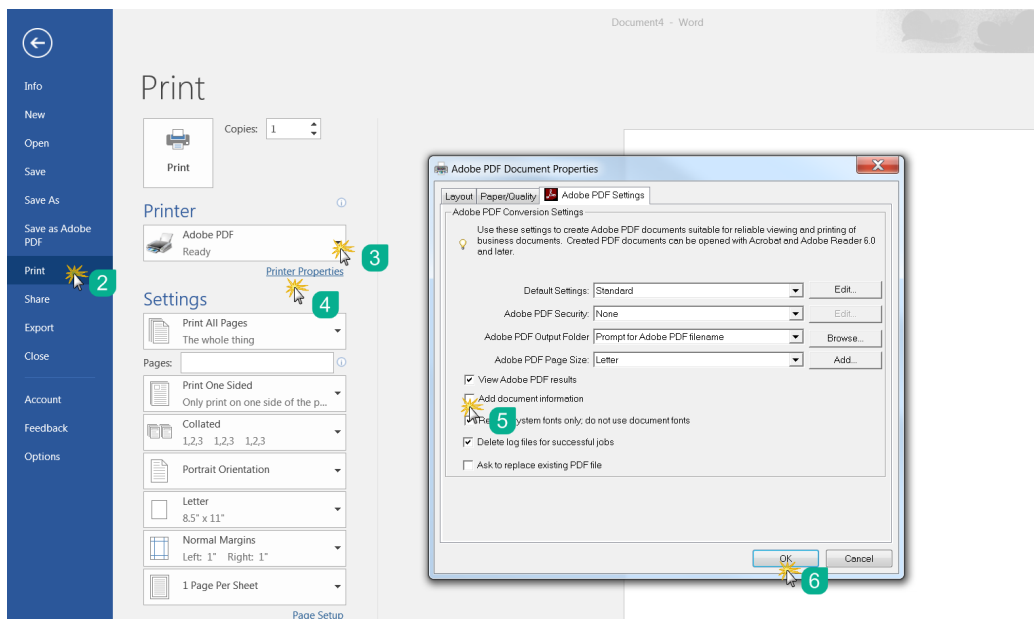 Document4 - Word
Info
New
Open
Save
Save As
Save as Adobe
PDF
Print
2
Share
Export
Close
Account
Feedback
Options
Print
Copies: 1
Print
Printer
Adobe PDF
Ready
3
Printer Properties
4
Settings
Print All Pages
The whole thing
Pages:
Print One Sided
Only print on one side of the p...
Collated
1,2,3 1,2,3 1,2,3
Portrait Orientation
Letter
8.5" x 11"
Normal Margins
Left: 1" Right: 1"
1 Page Per Sheet
Page Setup
Adobe PDF Document Properties
Layout Paper/Quality Adobe PDF Settings
Adobe PDF Conversion Settings
Use these settings to create Adobe PDF documents suitable for reliable viewing and printing of
business documents. Created PDF documents can be opened with Acrobat and Adobe Reader 6.0
and later.
Default Settings: Standard Edit...
Adobe PDF Security: None Edit...
Adobe PDF Output Folder: Prompt for Adobe PDF filename Browse...
Adobe PDF Page Size: Letter Add...
View Adobe PDF results
Add document information
5
system fonts only; do not use document fonts
Delete log files for successful jobs
Ask to replace existing PDF file
OK Cancel
6